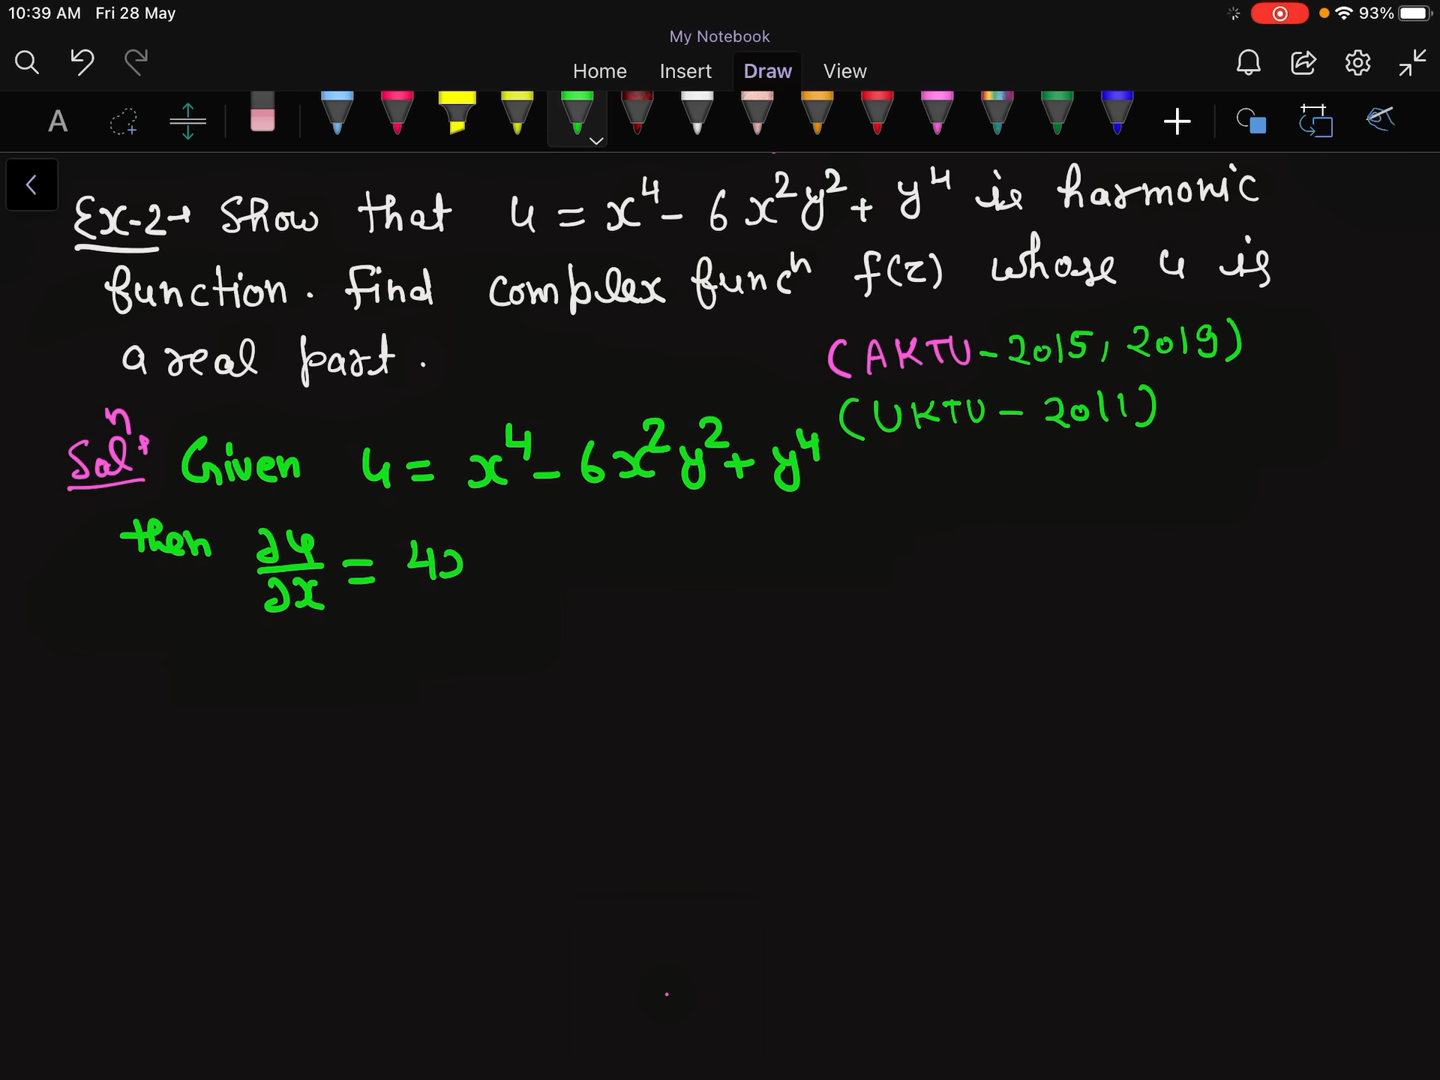 10:39 AM Fri 28 May
93%
My Notebook
Home Insert Draw View
A
Ex-2→ Show that u = x⁴ - 6x²y² + y⁴ is harmonic
function. Find complex funcⁿ f(z) whose u is
a real part.
(AKTU - 2015, 2019)
(UKTU - 2011)
Solⁿ→ Given u = x⁴ - 6x²y² + y⁴
then ∂u/∂x = 4